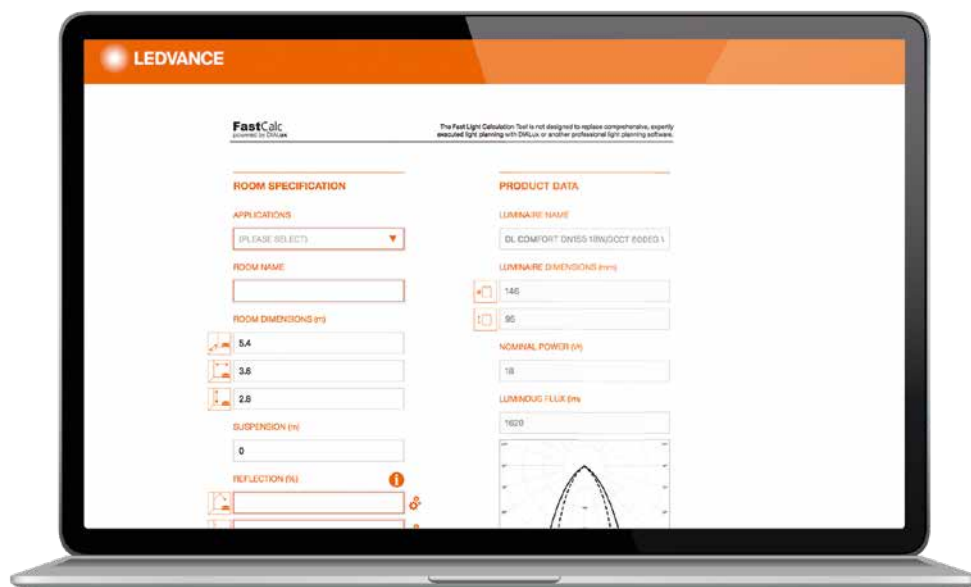 LEDVANCE
FastCalc
powered by DIALux
The Fast Light Calculation Tool is not designed to replace comprehensive, expertly
executed light planning with DIALux or another professional light planning software.
ROOM SPECIFICATION
APPLICATIONS
(PLEASE SELECT)
ROOM NAME
ROOM DIMENSIONS (m)
5.4
3.6
2.8
SUSPENSION (m)
0
REFLECTION (%)
PRODUCT DATA
LUMINAIRE NAME
DL COMFORT DN155 18W
LUMINAIRE DIMENSIONS (mm)
146
95
NOMINAL POWER (W)
18
LUMINOUS FLUX (lm)
1620